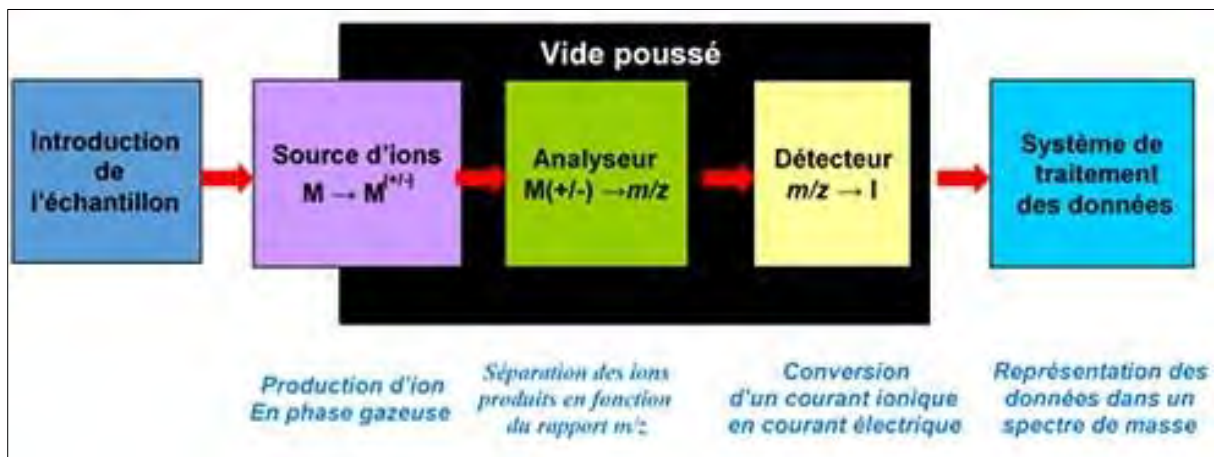 Vide poussé
Introduction
de
l'échantillon
Source d'ions
M → M(+/-)
Analyseur
M(+/-) →m/z
Détecteur
m/z → I
Système de
traitement
des données
Production d'ion
En phase gazeuse
Séparation des ions
produits en fonction
du rapport m/z
Conversion
d'un courant ionique
en courant électrique
Représentation des
données dans un
spectre de masse